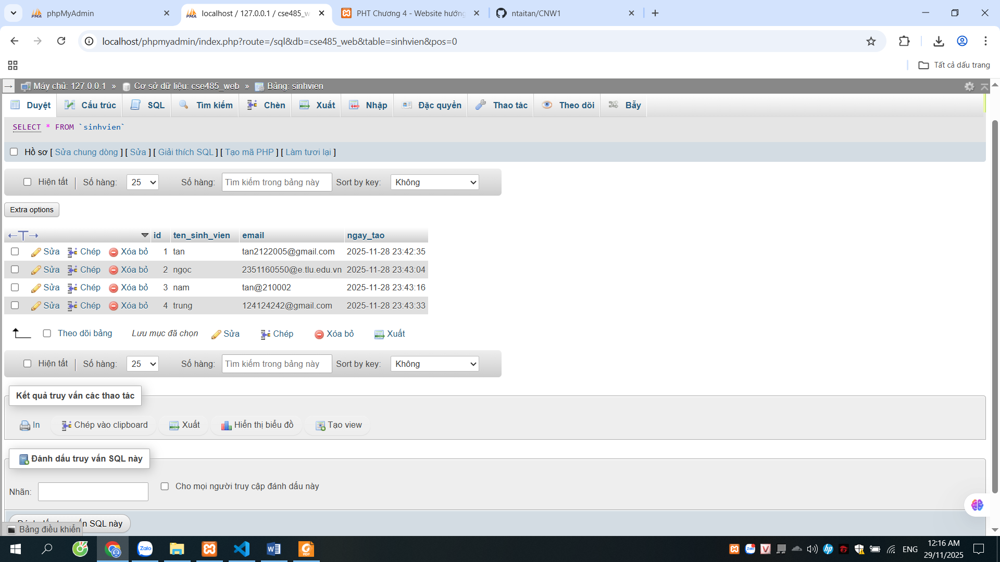 phpMyAdmin
localhost / 127.0.0.1 / cse485_w
PHT Chương 4 - Website hướng
ntaitan/CNW1
localhost/phpmyadmin/index.php?route=/sql&db=cse485_web&table=sinhvien&pos=0
Tất cả dấu trang
Máy chủ: 127.0.0.1 » Cơ sở dữ liệu: cse485_web » Bảng: sinhvien
Duyệt Cấu trúc SQL Tìm kiếm Chèn Xuất Nhập Đặc quyền Thao tác Theo dõi Bẫy
SELECT * FROM `sinhvien`
Hồ sơ [ Sửa chung dòng ] [ Sửa ] [ Giải thích SQL ] [ Tạo mã PHP ] [ Làm tươi lại ]
Hiện tất Số hàng: 25 Số hàng: Tìm kiếm trong bảng này Sort by key: Không
Extra options
id ten_sinh_vien email ngay_tao
Sửa Chép Xóa bỏ 1 tan tan2122005@gmail.com 2025-11-28 23:42:35
Sửa Chép Xóa bỏ 2 ngọc 2351160550@e.tlu.edu.vn 2025-11-28 23:43:04
Sửa Chép Xóa bỏ 3 nam tan@210002 2025-11-28 23:43:16
Sửa Chép Xóa bỏ 4 trung 124124242@gmail.com 2025-11-28 23:43:33
Theo dõi bảng Lưu mục đã chọn Sửa Chép Xóa bỏ Xuất
Hiện tất Số hàng: 25 Số hàng: Tìm kiếm trong bảng này Sort by key: Không
Kết quả truy vấn các thao tác
In Chép vào clipboard Xuất Hiển thị biểu đồ Tạo view
Đánh dấu truy vấn SQL này
Nhãn: Cho mọi người truy cập đánh dấu này
SQL này
Bảng điều khiển
ENG
12:16 AM
29/11/2025